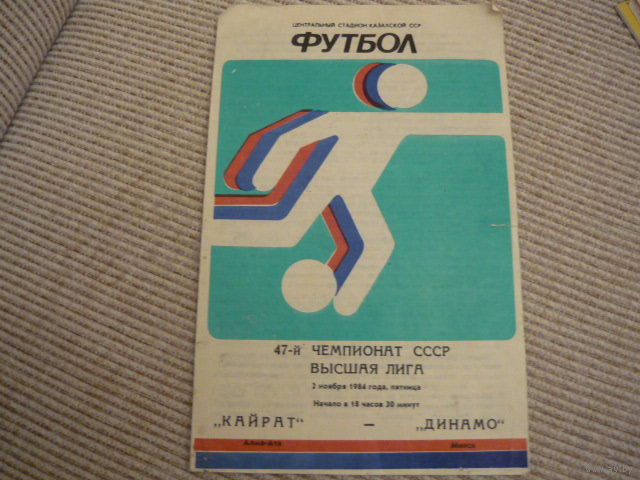 ЦЕНТРАЛЬНЫЙ СТАДИОН КАЗАХСКОЙ ССР
ФУТБОЛ
47-й ЧЕМПИОНАТ СССР
ВЫСШАЯ ЛИГА
2 ноября 1984 года, пятница
Начало в 18 часов 30 минут
„КАЙРАТ“ – „ДИНАМО“
Алма-Ата Минск